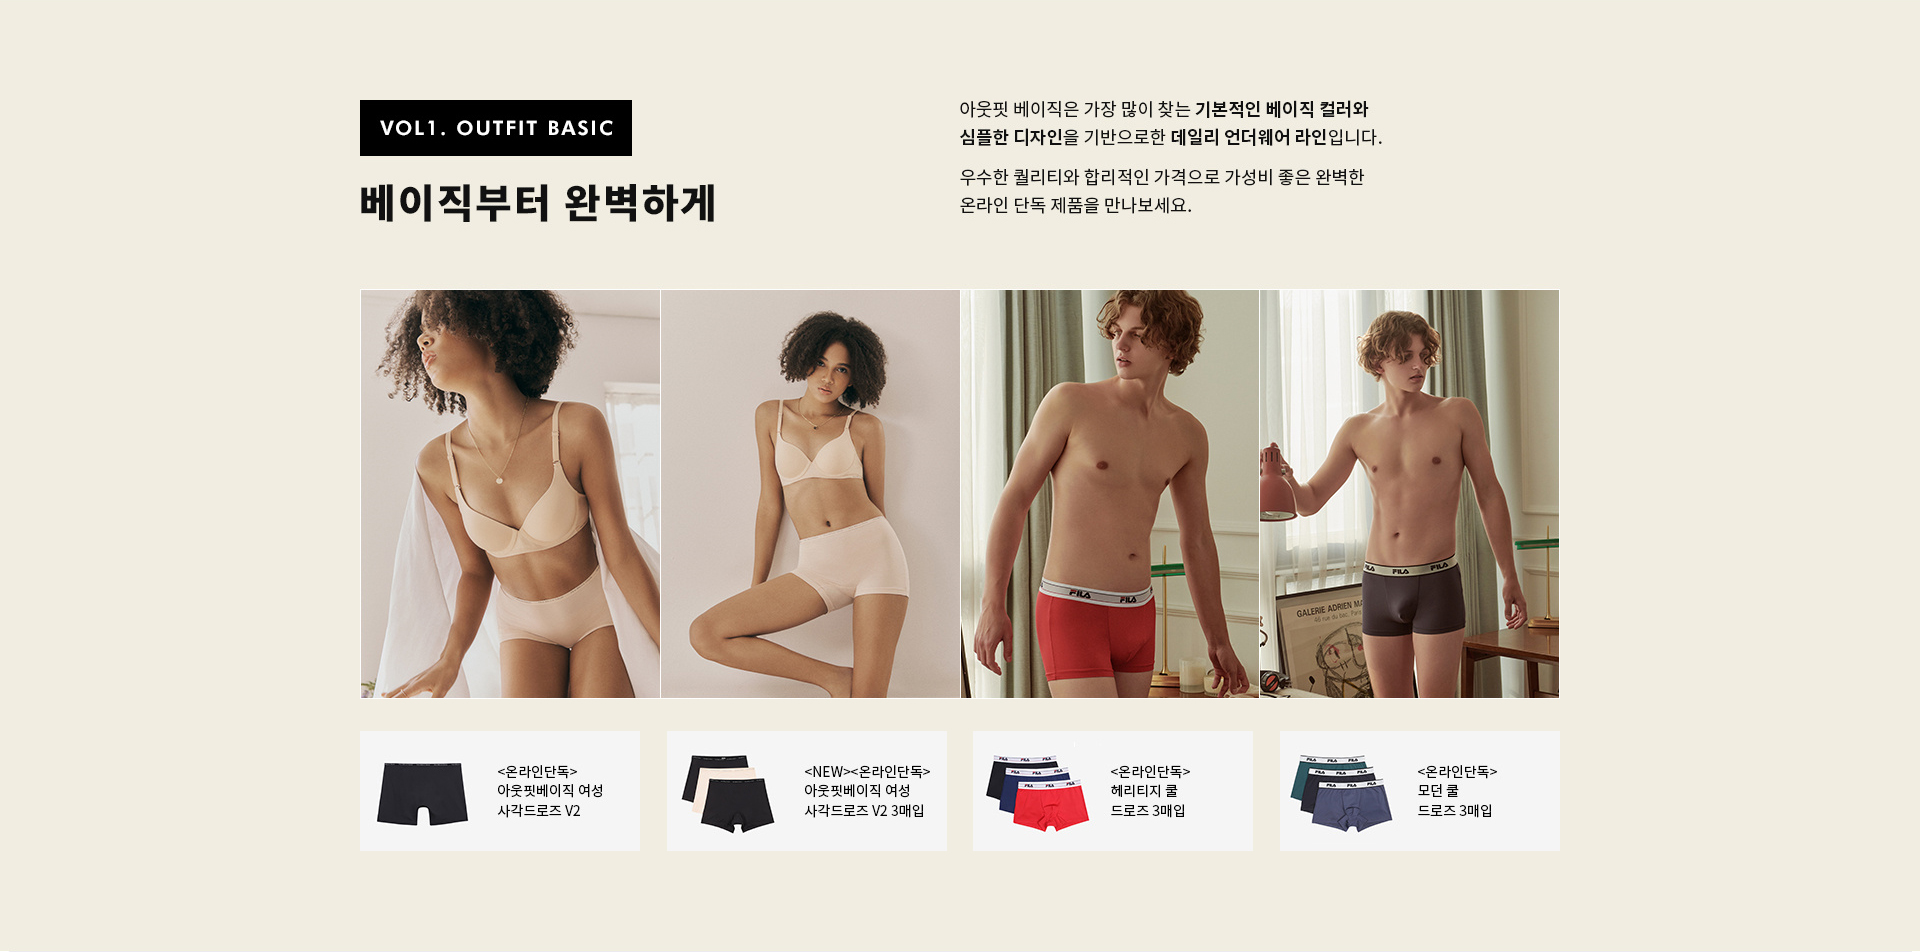 VOL1. OUTFIT BASIC
베이직부터 완벽하게
아웃핏 베이직은 가장 많이 찾는 기본적인 베이직 컬러와
심플한 디자인을 기반으로한 데일리 언더웨어 라인입니다.
우수한 퀄리티와 합리적인 가격으로 가성비 좋은 완벽한
온라인 단독 제품을 만나보세요.
FILA FILA
FILA FILA FILA
GALERIE ADRIEN MA
46 rue du bac. Paris
<온라인단독>
아웃핏베이직 여성
사각드로즈 V2
<NEW><온라인단독>
아웃핏베이직 여성
사각드로즈 V2 3매입
<온라인단독>
헤리티지 쿨
드로즈 3매입
<온라인단독>
모던 쿨
드로즈 3매입